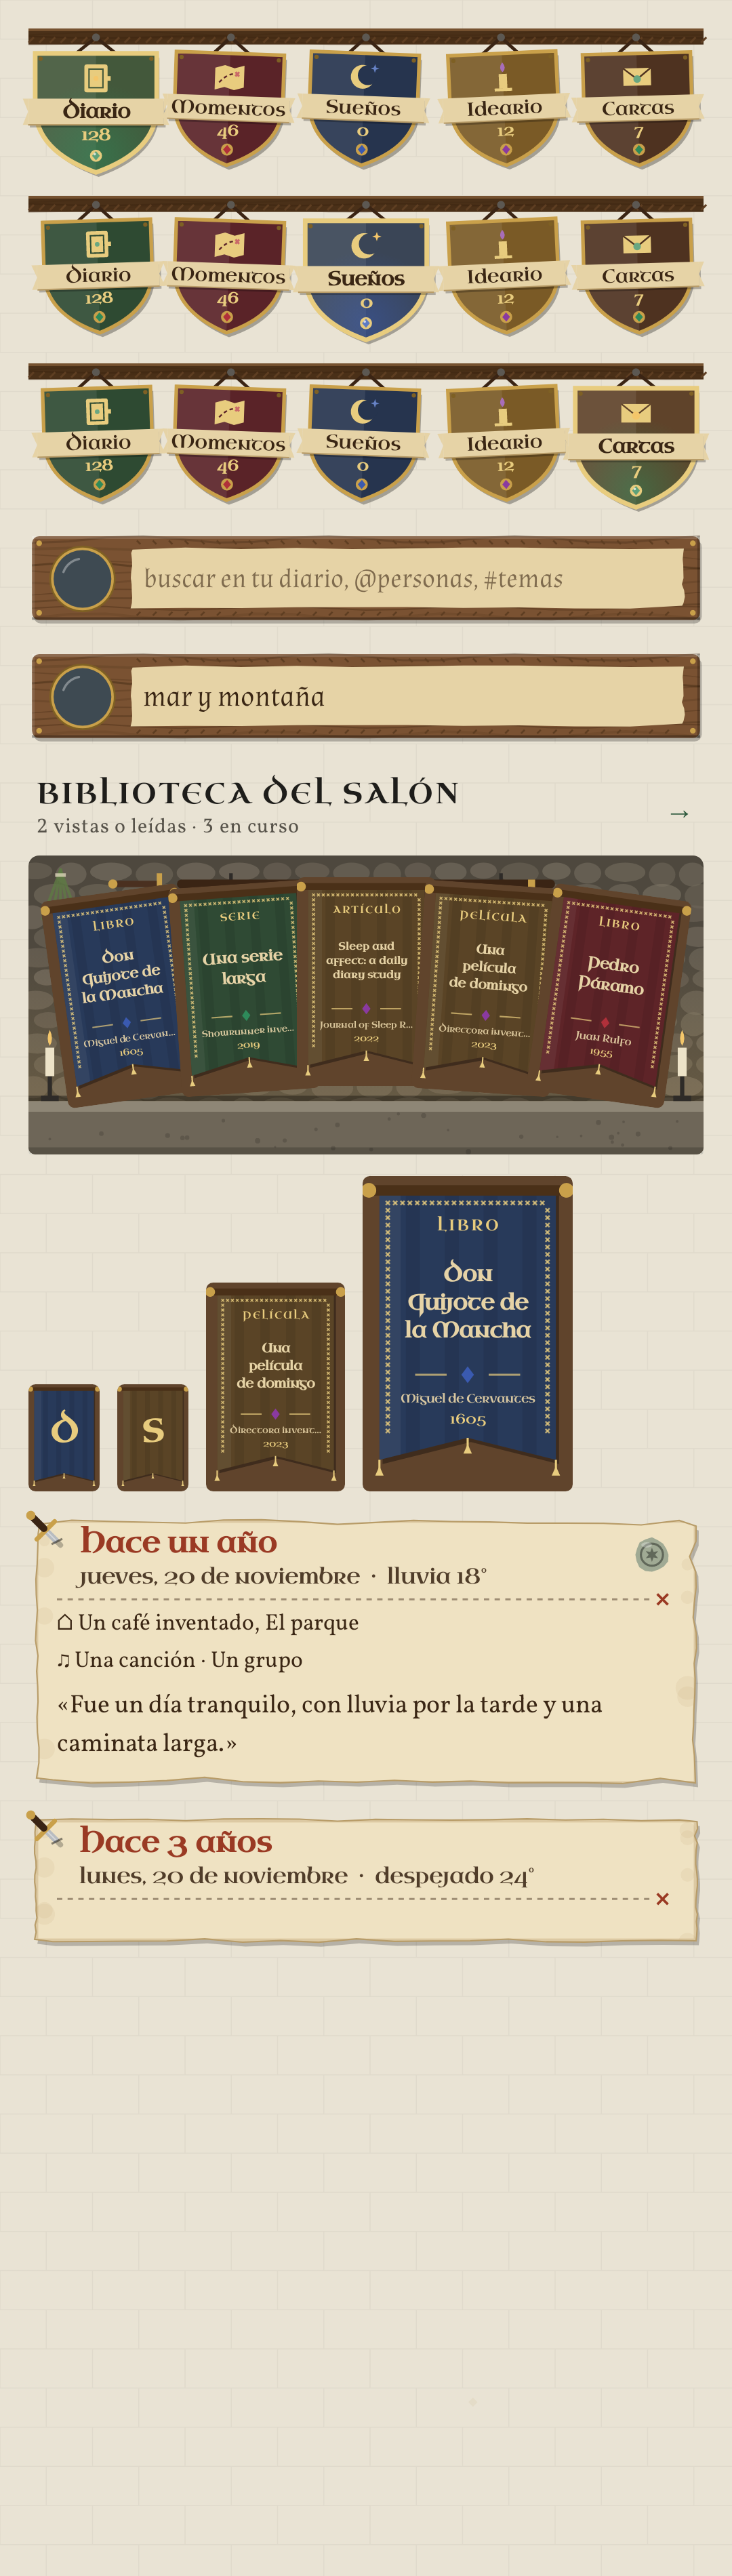 Diario
128
Momentos
46
Sueños
0
Ideario
12
Cartas
7
Diario
128
Momentos
46
Sueños
0
Ideario
12
Cartas
7
Diario
128
Momentos
46
Sueños
0
Ideario
12
Cartas
7
buscar en tu diario, @personas, #temas
mar y montaña
BIBLIOTECA DEL SALÓN
2 vistas o leídas · 3 en curso
→
LIBRO
Don
Quijote de
la Mancha
Miguel de Cervan...
1605
SERIE
Una serie
larga
Showrunner inve...
2019
ARTÍCULO
Sleep and
affect: a daily
diary study
Journal of Sleep R...
2022
PELÍCULA
Una
película
de domingo
Directora invent...
2023
LIBRO
Pedro
Páramo
Juan Rulfo
1955
D
S
PELÍCULA
Una
película
de domingo
Directora invent...
2023
LIBRO
Don
Quijote de
la Mancha
Miguel de Cervantes
1605
Hace un año
jueves, 20 de noviembre · lluvia 18°
Un café inventado, El parque
♫ Una canción · Un grupo
«Fue un día tranquilo, con lluvia por la tarde y una
caminata larga.»
Hace 3 años
lunes, 20 de noviembre · despejado 24°